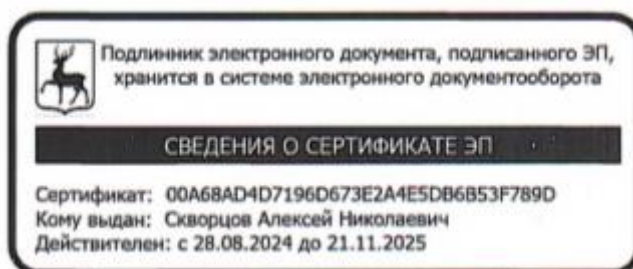 Подлинник электронного документа, подписанного ЭП,
хранится в системе электронного документооборота
СВЕДЕНИЯ О СЕРТИФИКАТЕ ЭП
Сертификат: 00A68AD4D7196D673E2A4E5DB6B53F789D
Кому выдан: Скворцов Алексей Николаевич
Действителен: с 28.08.2024 до 21.11.2025